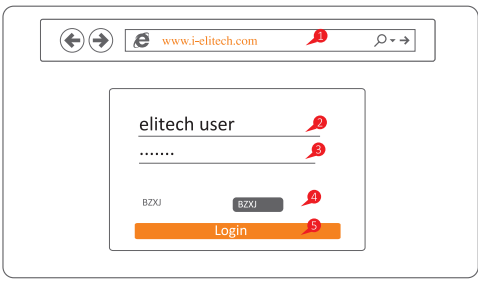 www.i-elitech.com 1
elitech user 2
....... 3
BZXJ BZXJ 4
Login 5